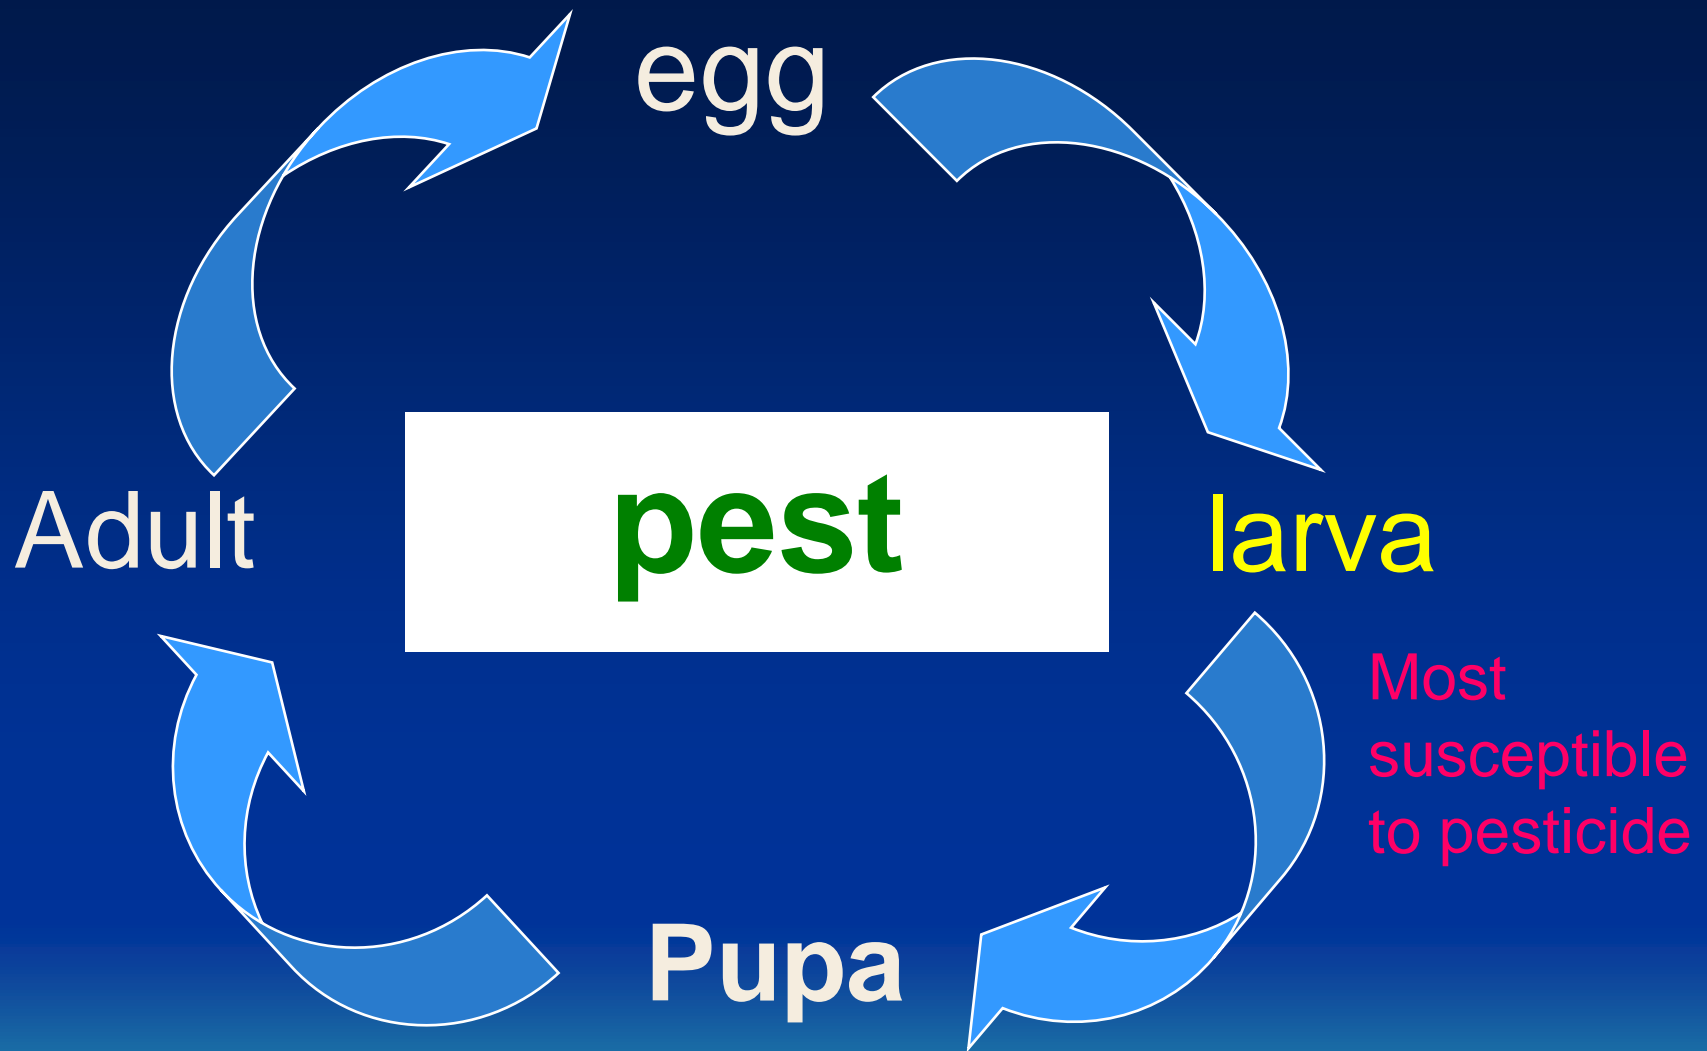 egg
Adult
pest
larva
Most
susceptible
to pesticide
Pupa